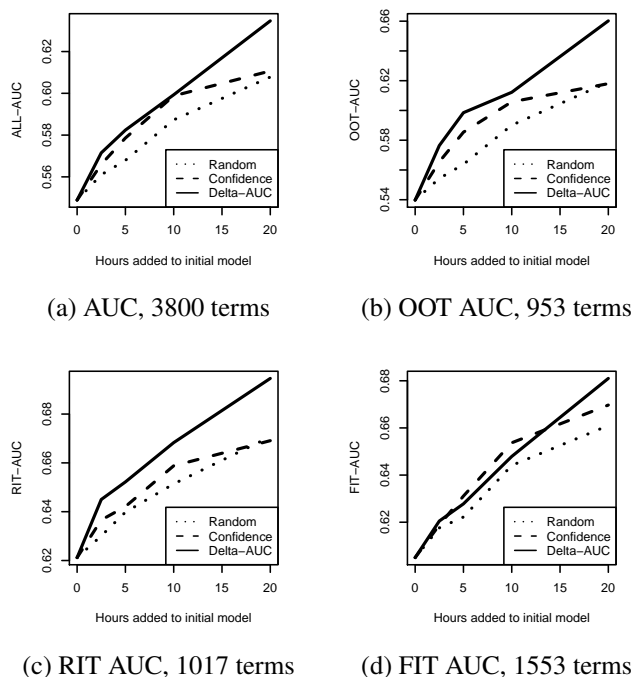 ALL−AUC
0.56 0.58 0.60 0.62
Random
Confidence
Delta−AUC
0 5 10 15 20
Hours added to initial model
(a) AUC, 3800 terms
OOT−AUC
0.54 0.58 0.62 0.66
Random
Confidence
Delta−AUC
0 5 10 15 20
Hours added to initial model
(b) OOT AUC, 953 terms
RIT−AUC
0.62 0.64 0.66 0.68
Random
Confidence
Delta−AUC
0 5 10 15 20
Hours added to initial model
(c) RIT AUC, 1017 terms
FIT−AUC
0.62 0.64 0.66 0.68
Random
Confidence
Delta−AUC
0 5 10 15 20
Hours added to initial model
(d) FIT AUC, 1553 terms